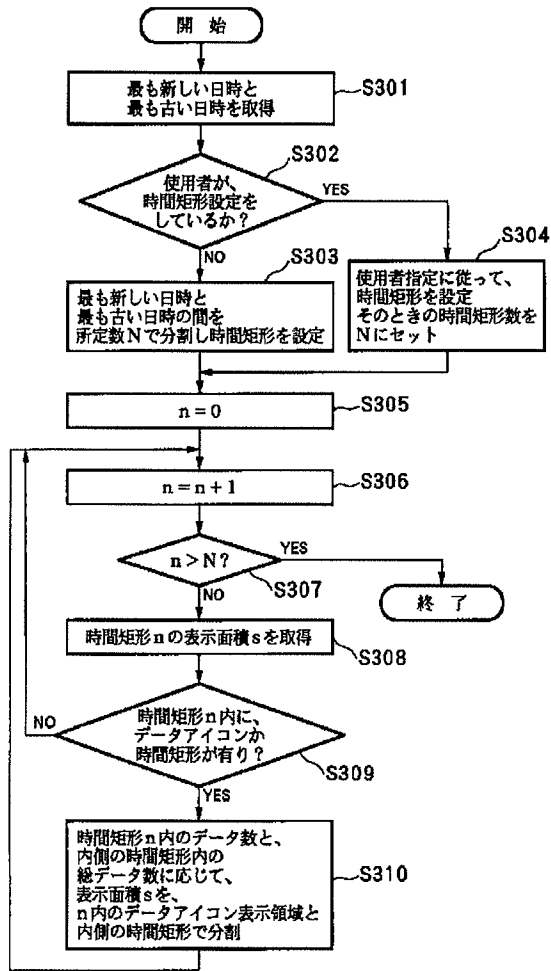 開始
最も新しい日時と
最も古い日時を取得
S301
S302
使用者が、
時間矩形設定を
しているか?
YES
NO
S303
最も新しい日時と
最も古い日時の間を
所定数Nで分割し時間矩形を設定
S304
使用者指定に従って、
時間矩形を設定
そのときの時間矩形数を
Nにセット
n=0
S305
n=n+1
S306
n>N?
YES
S307
NO
終了
時間矩形nの表示面積sを取得
S308
NO
時間矩形n内に、
データアイコンか
時間矩形が有り?
S309
YES
時間矩形n内のデータ数と、
内側の時間矩形内の
総データ数に応じて、
表示面積sを、
n内のデータアイコン表示領域と
内側の時間矩形で分割
S310